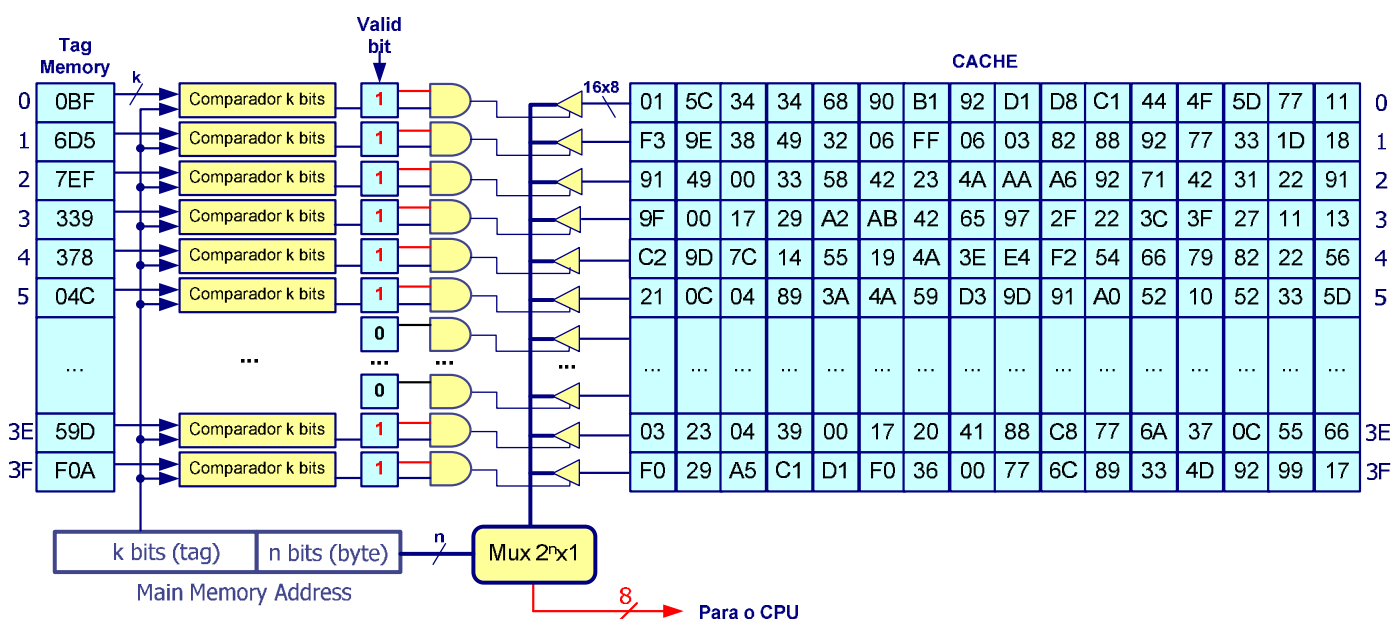 Valid
bit
Tag
Memory
k
CACHE
16x8
0 0BF Comparador k bits 1 01 5C 34 34 68 90 B1 92 D1 D8 C1 44 4F 5D 77 11 0
1 6D5 Comparador k bits 1 F3 9E 38 49 32 06 FF 06 03 82 88 92 77 33 1D 18 1
2 7EF Comparador k bits 1 91 49 00 33 58 42 23 4A AA A6 92 71 42 31 22 91 2
3 339 Comparador k bits 1 9F 00 17 29 A2 AB 42 65 97 2F 22 3C 3F 27 11 13 3
4 378 Comparador k bits 1 C2 9D 7C 14 55 19 4A 3E E4 F2 54 66 79 82 22 56 4
5 04C Comparador k bits 1 21 0C 04 89 3A 4A 59 D3 9D 91 A0 52 10 52 33 5D 5
0
... ... ... ... ... ... ... ... ... ... ... ... ... ... ... ... ... ... ... ... ...
0
3E 59D Comparador k bits 1 03 23 04 39 00 17 20 41 88 C8 77 6A 37 0C 55 66 3E
3F F0A Comparador k bits 1 F0 29 A5 C1 D1 F0 36 00 77 6C 89 33 4D 92 99 17 3F
k bits (tag) n bits (byte) n Mux 2ⁿx1
Main Memory Address
8 Para o CPU